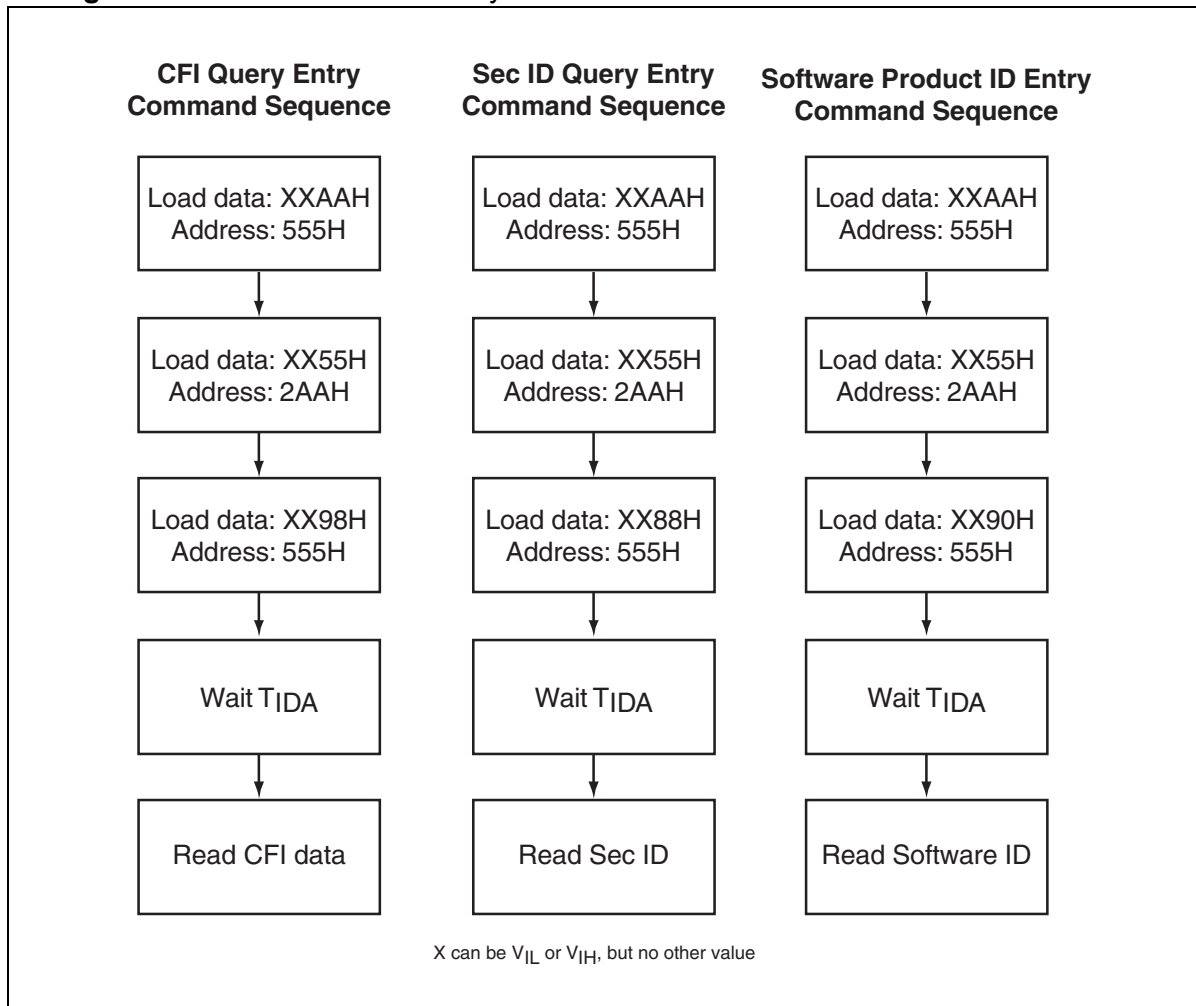 CFI Query Entry
Command Sequence
Load data: XXAAH
Address: 555H
Load data: XX55H
Address: 2AAH
Load data: XX98H
Address: 555H
Wait TIDA
Read CFI data
Sec ID Query Entry
Command Sequence
Load data: XXAAH
Address: 555H
Load data: XX55H
Address: 2AAH
Load data: XX88H
Address: 555H
Wait TIDA
Read Sec ID
Software Product ID Entry
Command Sequence
Load data: XXAAH
Address: 555H
Load data: XX55H
Address: 2AAH
Load data: XX90H
Address: 555H
Wait TIDA
Read Software ID
X can be VIL or VIH, but no other value